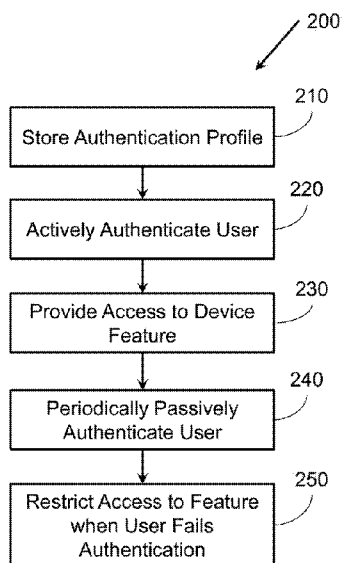 200
210
Store Authentication Profile
220
Actively Authenticate User
230
Provide Access to Device
Feature
240
Periodically Passively
Authenticate User
250
Restrict Access to Feature
when User Fails
Authentication